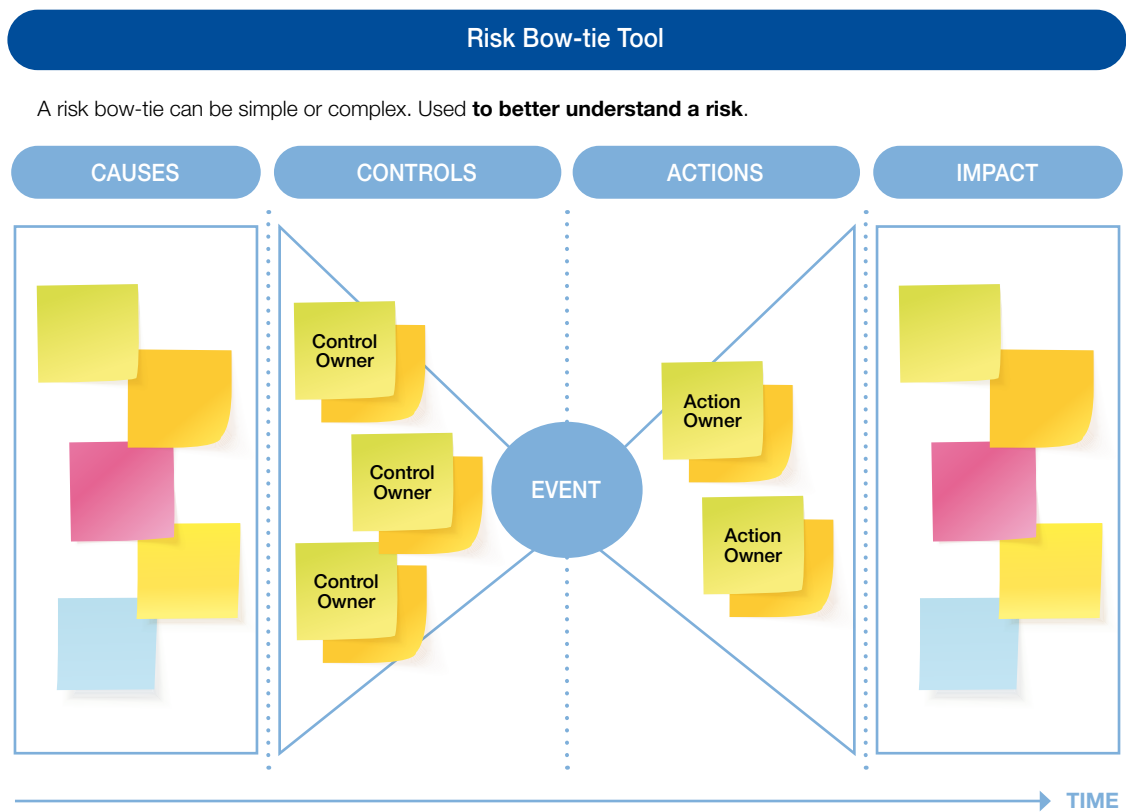 Risk Bow-tie Tool
A risk bow-tie can be simple or complex. Used to better understand a risk.
CAUSES
CONTROLS
ACTIONS
IMPACT
Control
Owner
Control
Owner
Control
Owner
EVENT
Action
Owner
Action
Owner
TIME